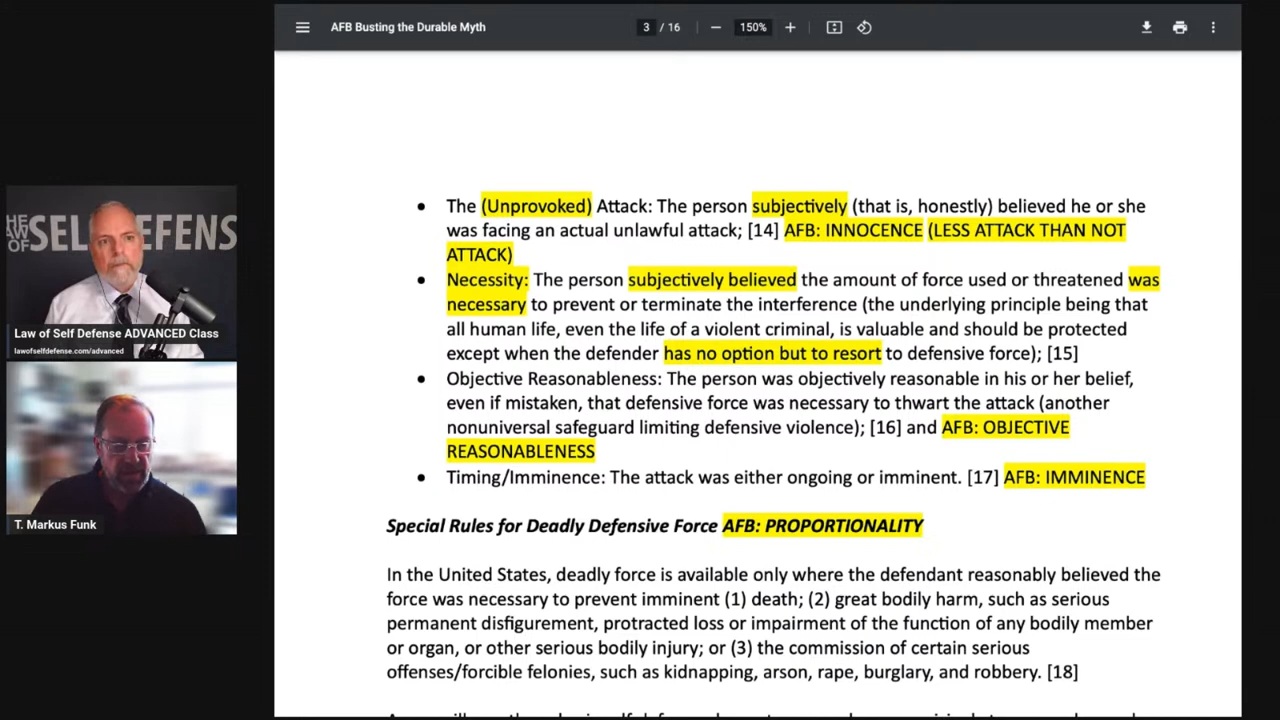 AFB Busting the Durable Myth
3 / 16
150%
THE
LAW
OF SELF DEFENS
Law of Self Defense ADVANCED Class
lawofselfdefense.com/advanced
T. Markus Funk
• The (Unprovoked) Attack: The person subjectively (that is, honestly) believed he or she
was facing an actual unlawful attack; [14] AFB: INNOCENCE (LESS ATTACK THAN NOT
ATTACK)
• Necessity: The person subjectively believed the amount of force used or threatened was
necessary to prevent or terminate the interference (the underlying principle being that
all human life, even the life of a violent criminal, is valuable and should be protected
except when the defender has no option but to resort to defensive force); [15]
• Objective Reasonableness: The person was objectively reasonable in his or her belief,
even if mistaken, that defensive force was necessary to thwart the attack (another
nonuniversal safeguard limiting defensive violence); [16] and AFB: OBJECTIVE
REASONABLENESS
• Timing/Imminence: The attack was either ongoing or imminent. [17] AFB: IMMINENCE
Special Rules for Deadly Defensive Force AFB: PROPORTIONALITY
In the United States, deadly force is available only where the defendant reasonably believed the
force was necessary to prevent imminent (1) death; (2) great bodily harm, such as serious
permanent disfigurement, protracted loss or impairment of the function of any bodily member
or organ, or other serious bodily injury; or (3) the commission of certain serious
offenses/forcible felonies, such as kidnapping, arson, rape, burglary, and robbery. [18]